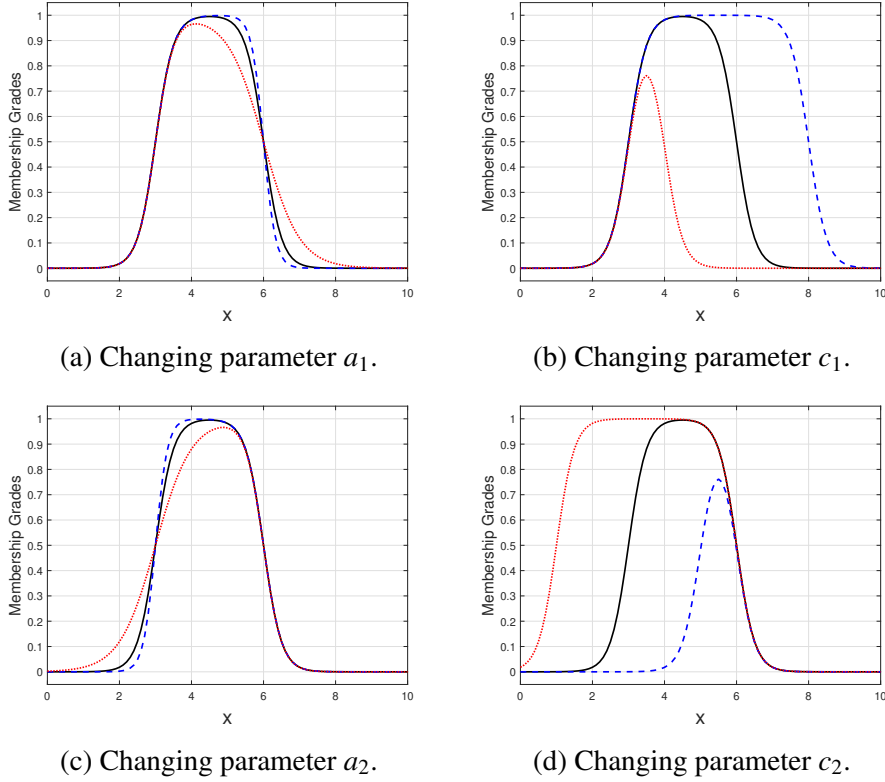 1
0.9
0.8
0.7
0.6
0.5
0.4
0.3
0.2
0.1
0
Membership Grades
0 2 4 6 8 10
X
(a) Changing parameter a₁.
1
0.9
0.8
0.7
0.6
0.5
0.4
0.3
0.2
0.1
0
Membership Grades
0 2 4 6 8 10
X
(b) Changing parameter c₁.
1
0.9
0.8
0.7
0.6
0.5
0.4
0.3
0.2
0.1
0
Membership Grades
0 2 4 6 8 10
X
(c) Changing parameter a₂.
1
0.9
0.8
0.7
0.6
0.5
0.4
0.3
0.2
0.1
0
Membership Grades
0 2 4 6 8 10
X
(d) Changing parameter c₂.